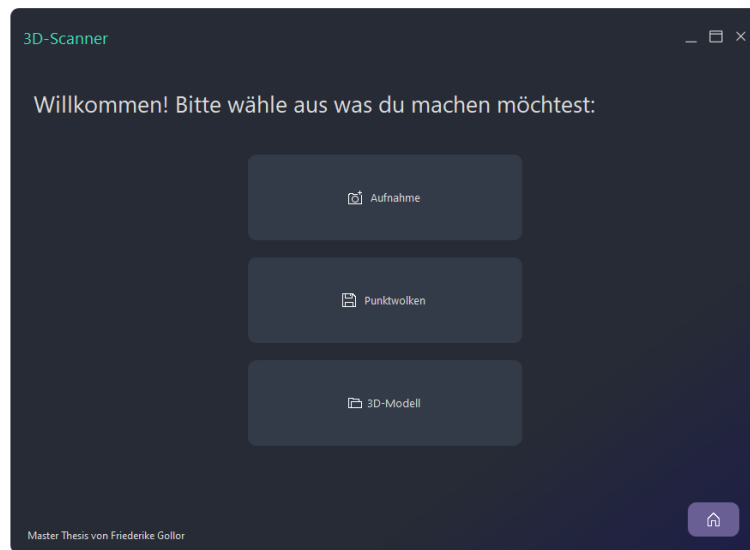 3D-Scanner
Willkommen! Bitte wähle aus was du machen möchtest:
Aufnahme
Punktwolken
3D-Modell
Master Thesis von Friederike Gollor